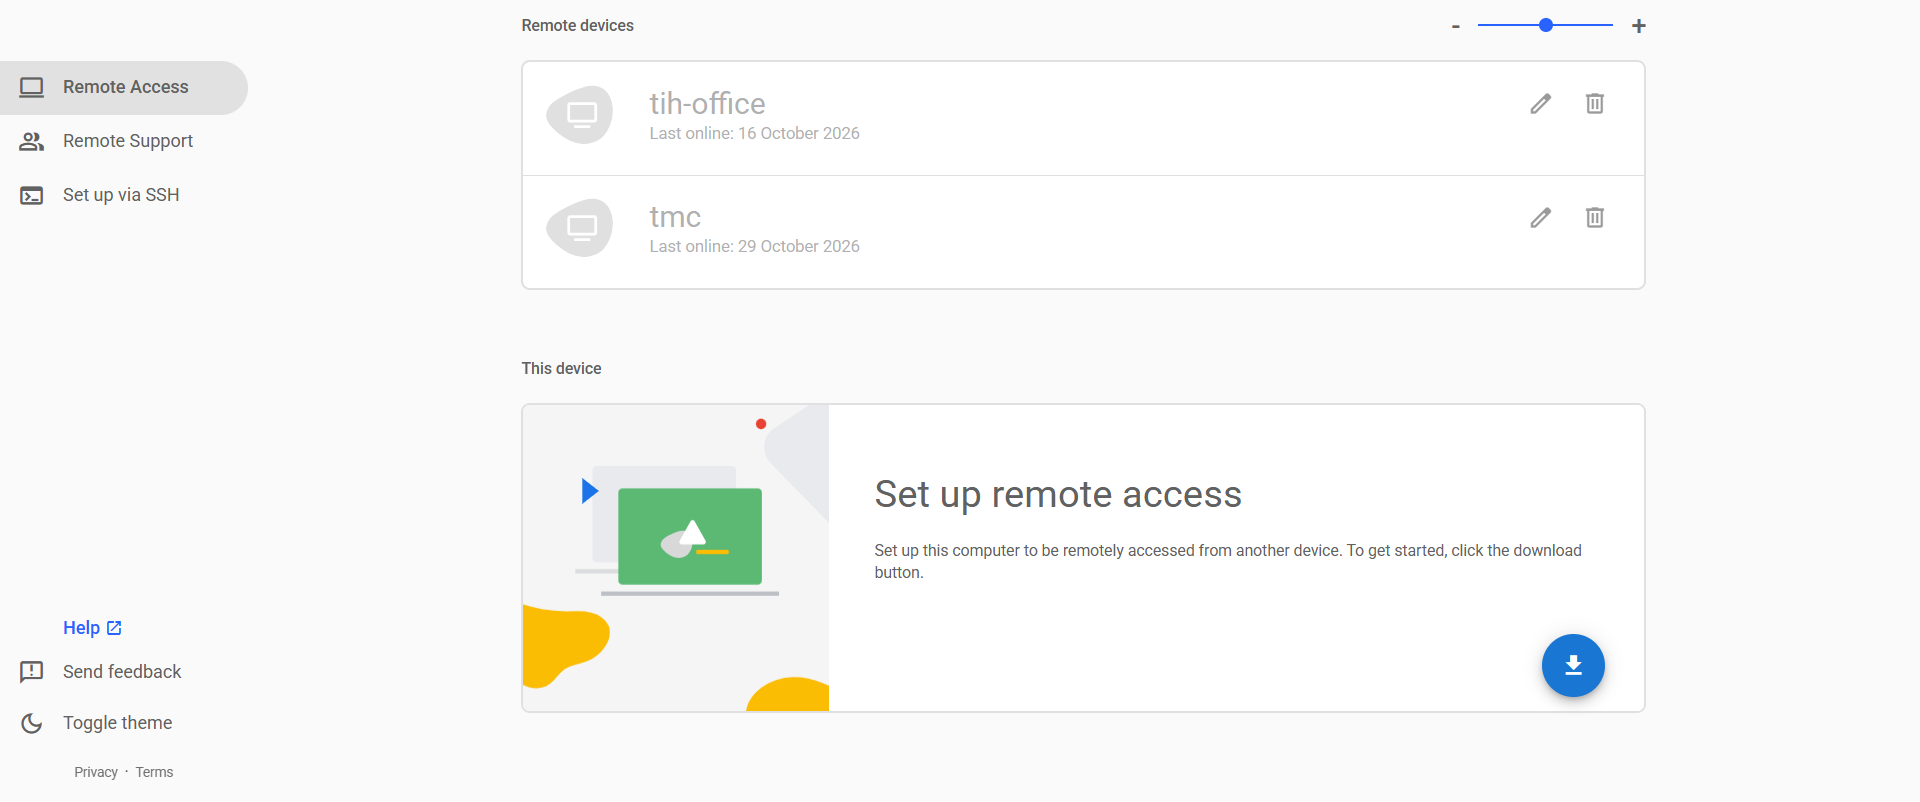 Remote devices
- +
Remote Access
Remote Support
Set up via SSH
tih-office
Last online: 16 October 2026
tmc
Last online: 29 October 2026
This device
Set up remote access
Set up this computer to be remotely accessed from another device. To get started, click the download
button.
Help
Send feedback
Toggle theme
Privacy · Terms